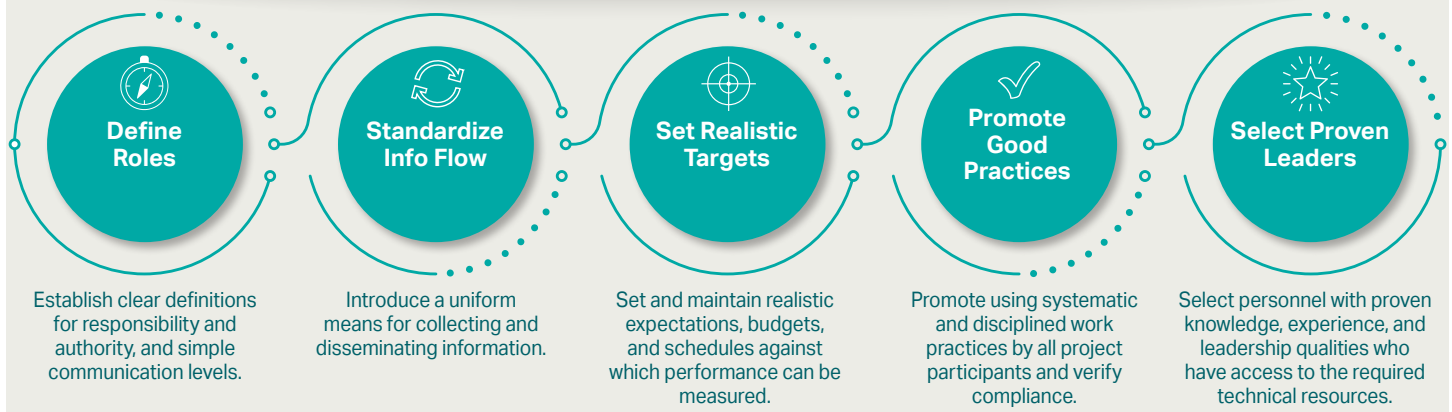 Define
Roles
Establish clear definitions
for responsibility and
authority, and simple
communication levels.
Standardize
Info Flow
Introduce a uniform
means for collecting and
disseminating information.
Set Realistic
Targets
Set and maintain realistic
expectations, budgets,
and schedules against
which performance can be
measured.
Promote
Good
Practices
Promote using systematic
and disciplined work
practices by all project
participants and verify
compliance.
Select Proven
Leaders
Select personnel with proven
knowledge, experience, and
leadership qualities who
have access to the required
technical resources.